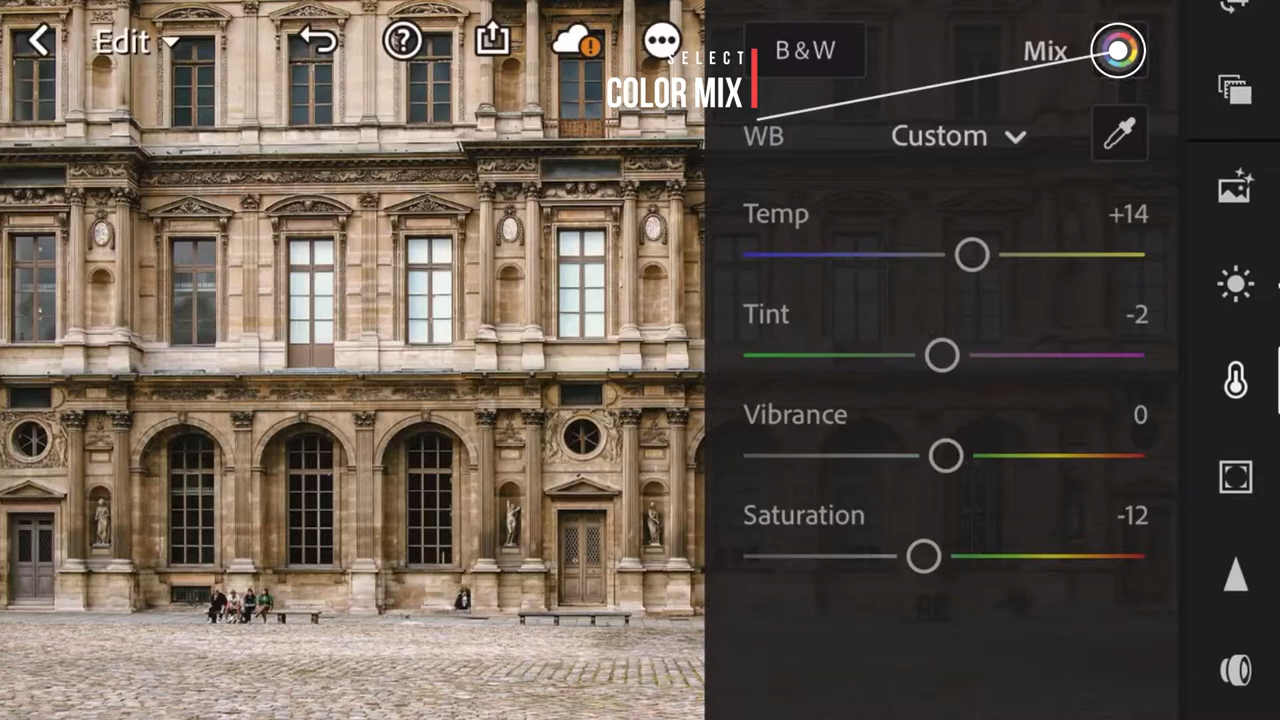 Edit
SELECT
COLOR MIX
B&W
Mix
WB
Custom
Temp
+14
Tint
-2
Vibrance
0
Saturation
-12